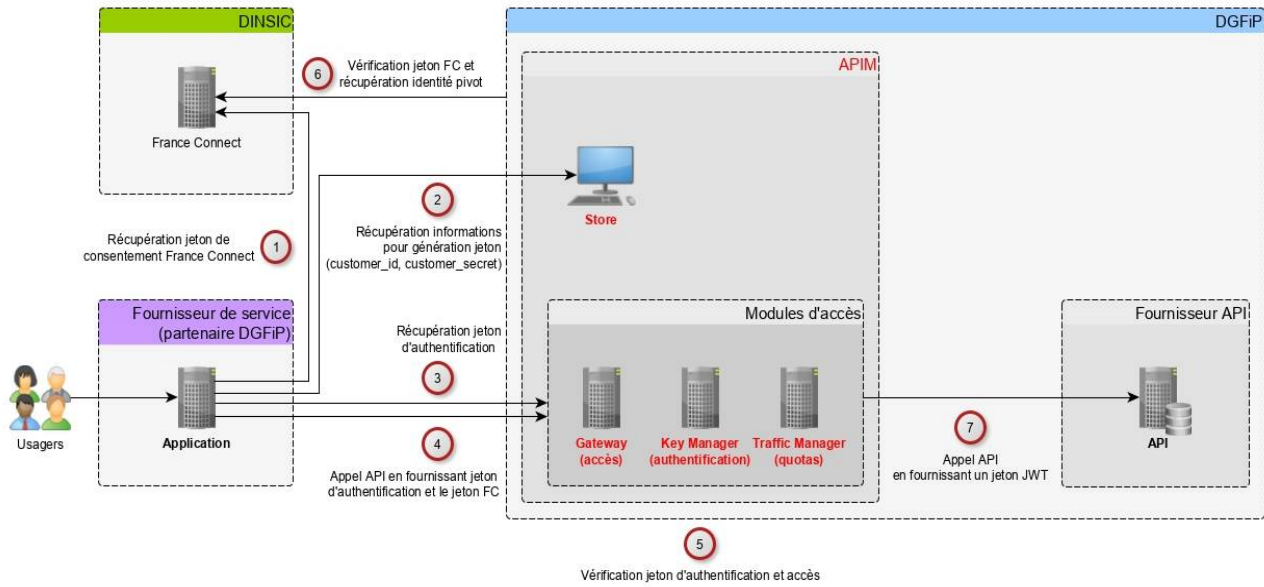 DINSIC
DGFiP
6
Vérification jeton FC et
récupération identité pivot
APIM
France Connect
Store
2
Récupération informations
pour génération jeton
(customer_id, customer_secret)
Récupération jeton de
consentement France Connect
1
Fournisseur de service
(partenaire DGFiP)
Modules d'accès
Fournisseur API
Récupération jeton
d'authentification
3
Usagers
Application
Gateway
(accès)
Key Manager
(authentification)
Traffic Manager
(quotas)
API
4
Appel API en fournissant jeton
d'authentification et le jeton FC
7
Appel API
en fournissant un jeton JWT
5
Vérification jeton d'authentification et accès